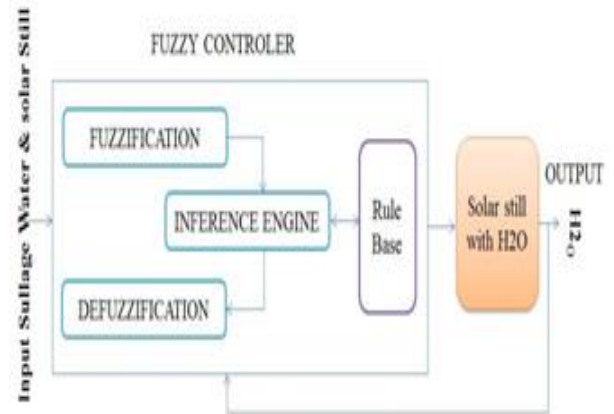 FUZZY CONTROLER
Input Sullage Water & solar Still
FUZZIFICATION
INFERENCE ENGINE
DEFUZZIFICATION
Rule
Base
Solar still
with H2O
OUTPUT
H2O